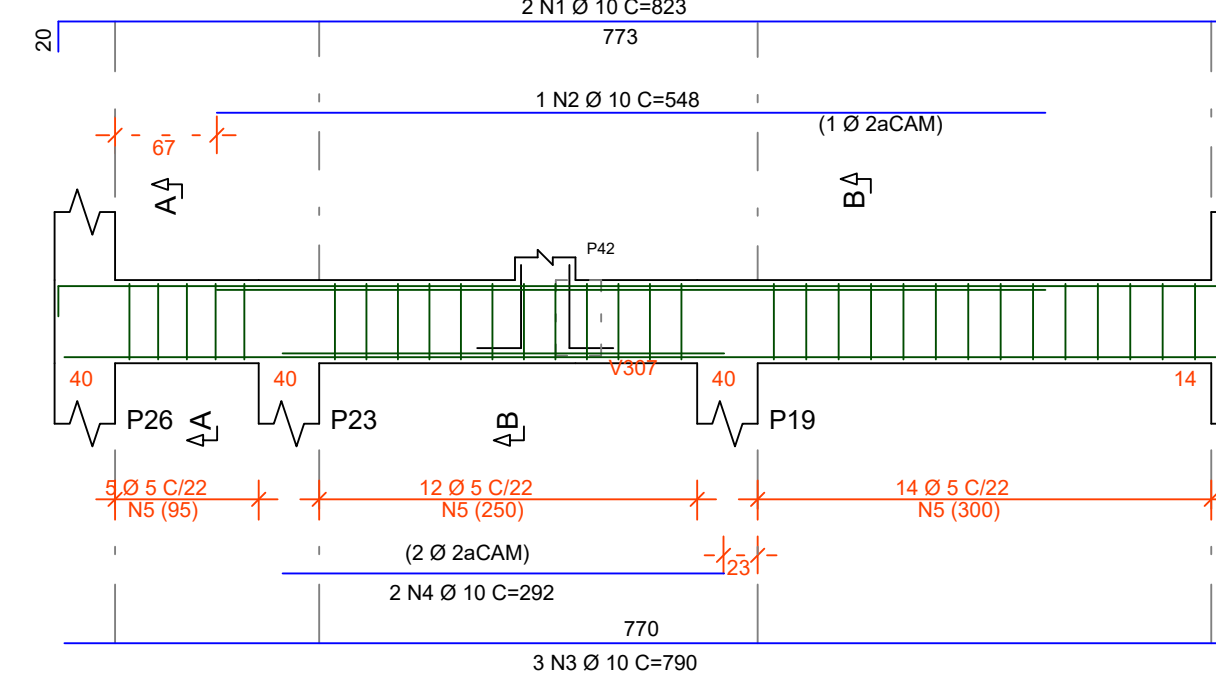 2 N1 Ø 10 C=823
20
773
1 N2 Ø 10 C=548
(1 Ø 2aCAM)
67
A
B
P42
V307
40
40
40
14
P26
A
P23
B
P19
5 Ø 5 C/22
12 Ø 5 C/22
14 Ø 5 C/22
N5 (95)
N5 (250)
N5 (300)
(2 Ø 2aCAM)
23
2 N4 Ø 10 C=292
770
3 N3 Ø 10 C=790